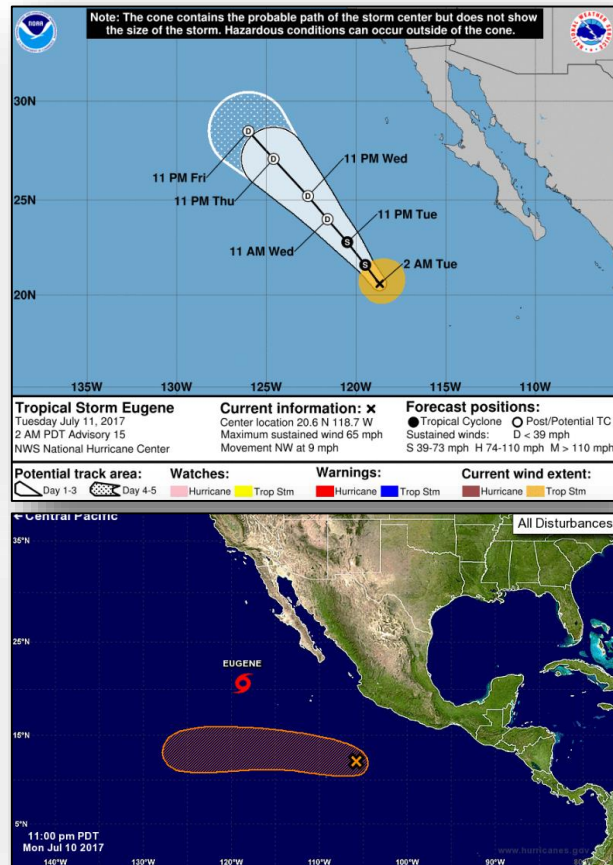 Note: The cone contains the probable path of the storm center but does not show
the size of the storm. Hazardous conditions can occur outside of the cone.
NOAA
30N
11 PM Wed
11 PM Fri
11 PM Thu
25N
11 PM Tue
11 AM Wed
2 AM Tue
20N
135W 130W 125W 120W 115W 110W 105W
D D D D S S
Tropical Storm Eugene
Tuesday July 11, 2017
2 AM PDT Advisory 15
NWS National Hurricane Center
Current information: ×
Center location 20.6 N 118.7 W
Maximum sustained wind 65 mph
Movement NW at 9 mph
Forecast positions:
● Tropical Cyclone ○ Post/Potential TC
Sustained winds: D < 39 mph
S 39-73 mph H 74-110 mph M > 110 mph
Potential track area:
Day 1-3 Day 4-5
Watches:
Hurricane Trop Stm
Warnings:
Hurricane Trop Stm
Current wind extent:
Hurricane Trop Stm
← Central Pacific
All Disturbances
35°N
25°N
EUGENE
15°N
5°N
11:00 pm PDT
Mon Jul 10 2017
www.hurricanes.gov
140°W 130°W 120°W 110°W 100°W 90°W